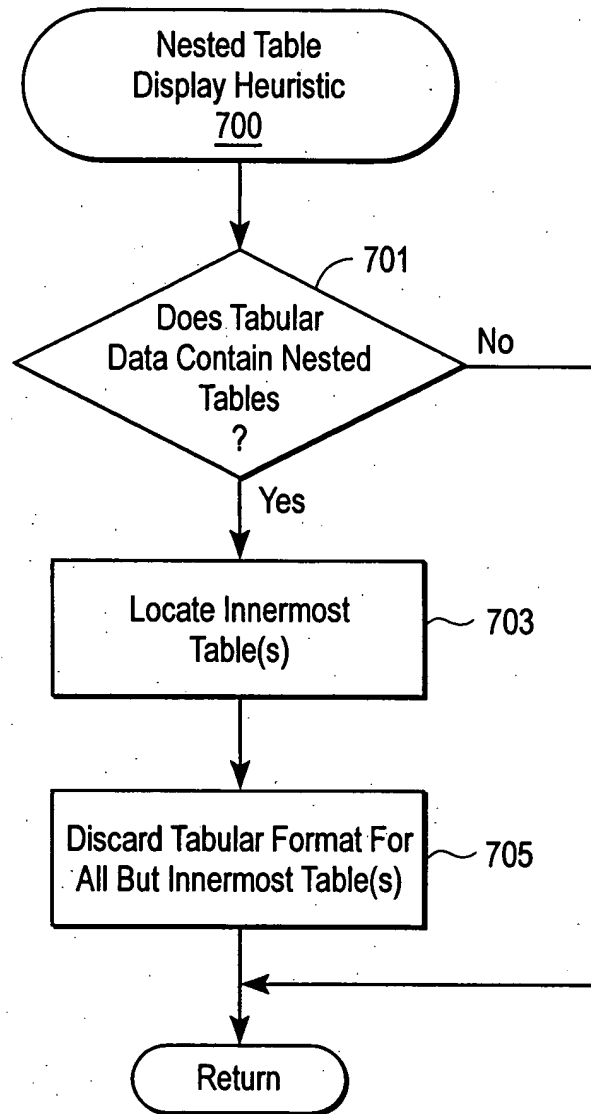 Nested Table
Display Heuristic
700
701
Does Tabular
Data Contain Nested
Tables
?
No
Yes
Locate Innermost
Table(s)
703
Discard Tabular Format For
All But Innermost Table(s)
705
Return